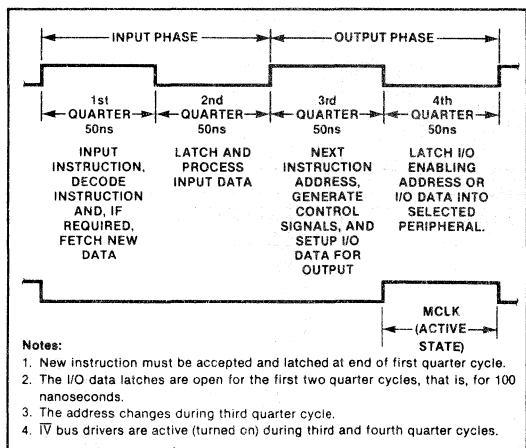 INPUT PHASE OUTPUT PHASE
1st 2nd 3rd 4th
QUARTER QUARTER QUARTER QUARTER
50ns 50ns 50ns 50ns
INPUT
INSTRUCTION,
DECODE
INSTRUCTION
AND, IF
REQUIRED,
FETCH NEW
DATA
LATCH AND
PROCESS
INPUT DATA
NEXT
INSTRUCTION
ADDRESS,
GENERATE
CONTROL
SIGNALS, AND
SETUP I/O
DATA FOR
OUTPUT
LATCH I/O
ENABLING
ADDRESS OR
I/O DATA INTO
SELECTED
PERIPHERAL.
MCLK
(ACTIVE
STATE)
Notes:
1. New instruction must be accepted and latched at end of first quarter cycle.
2. The I/O data latches are open for the first two quarter cycles, that is, for 100
nanoseconds.
3. The address changes during third quarter cycle.
4. I̅V̅ bus drivers are active (turned on) during third and fourth quarter cycles.